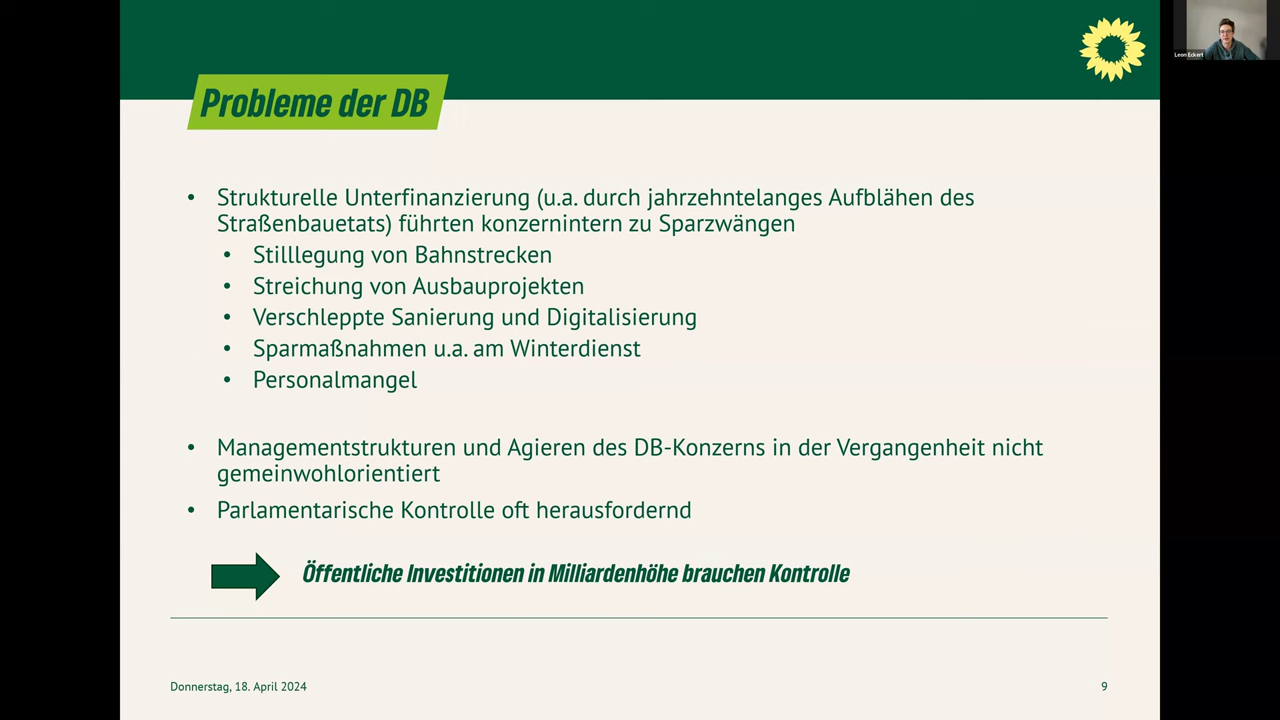 Leon Eckert
Probleme der DB
• Strukturelle Unterfinanzierung (u.a. durch jahrzehntelanges Aufblähen des
Straßenbauetats) führten konzernintern zu Sparzwängen
• Stilllegung von Bahnstrecken
• Streichung von Ausbauprojekten
• Verschleppte Sanierung und Digitalisierung
• Sparmaßnahmen u.a. am Winterdienst
• Personalmangel
• Managementstrukturen und Agieren des DB-Konzerns in der Vergangenheit nicht
gemeinwohlorientiert
• Parlamentarische Kontrolle oft herausfordernd
Öffentliche Investitionen in Milliardenhöhe brauchen Kontrolle
Donnerstag, 18. April 2024
9